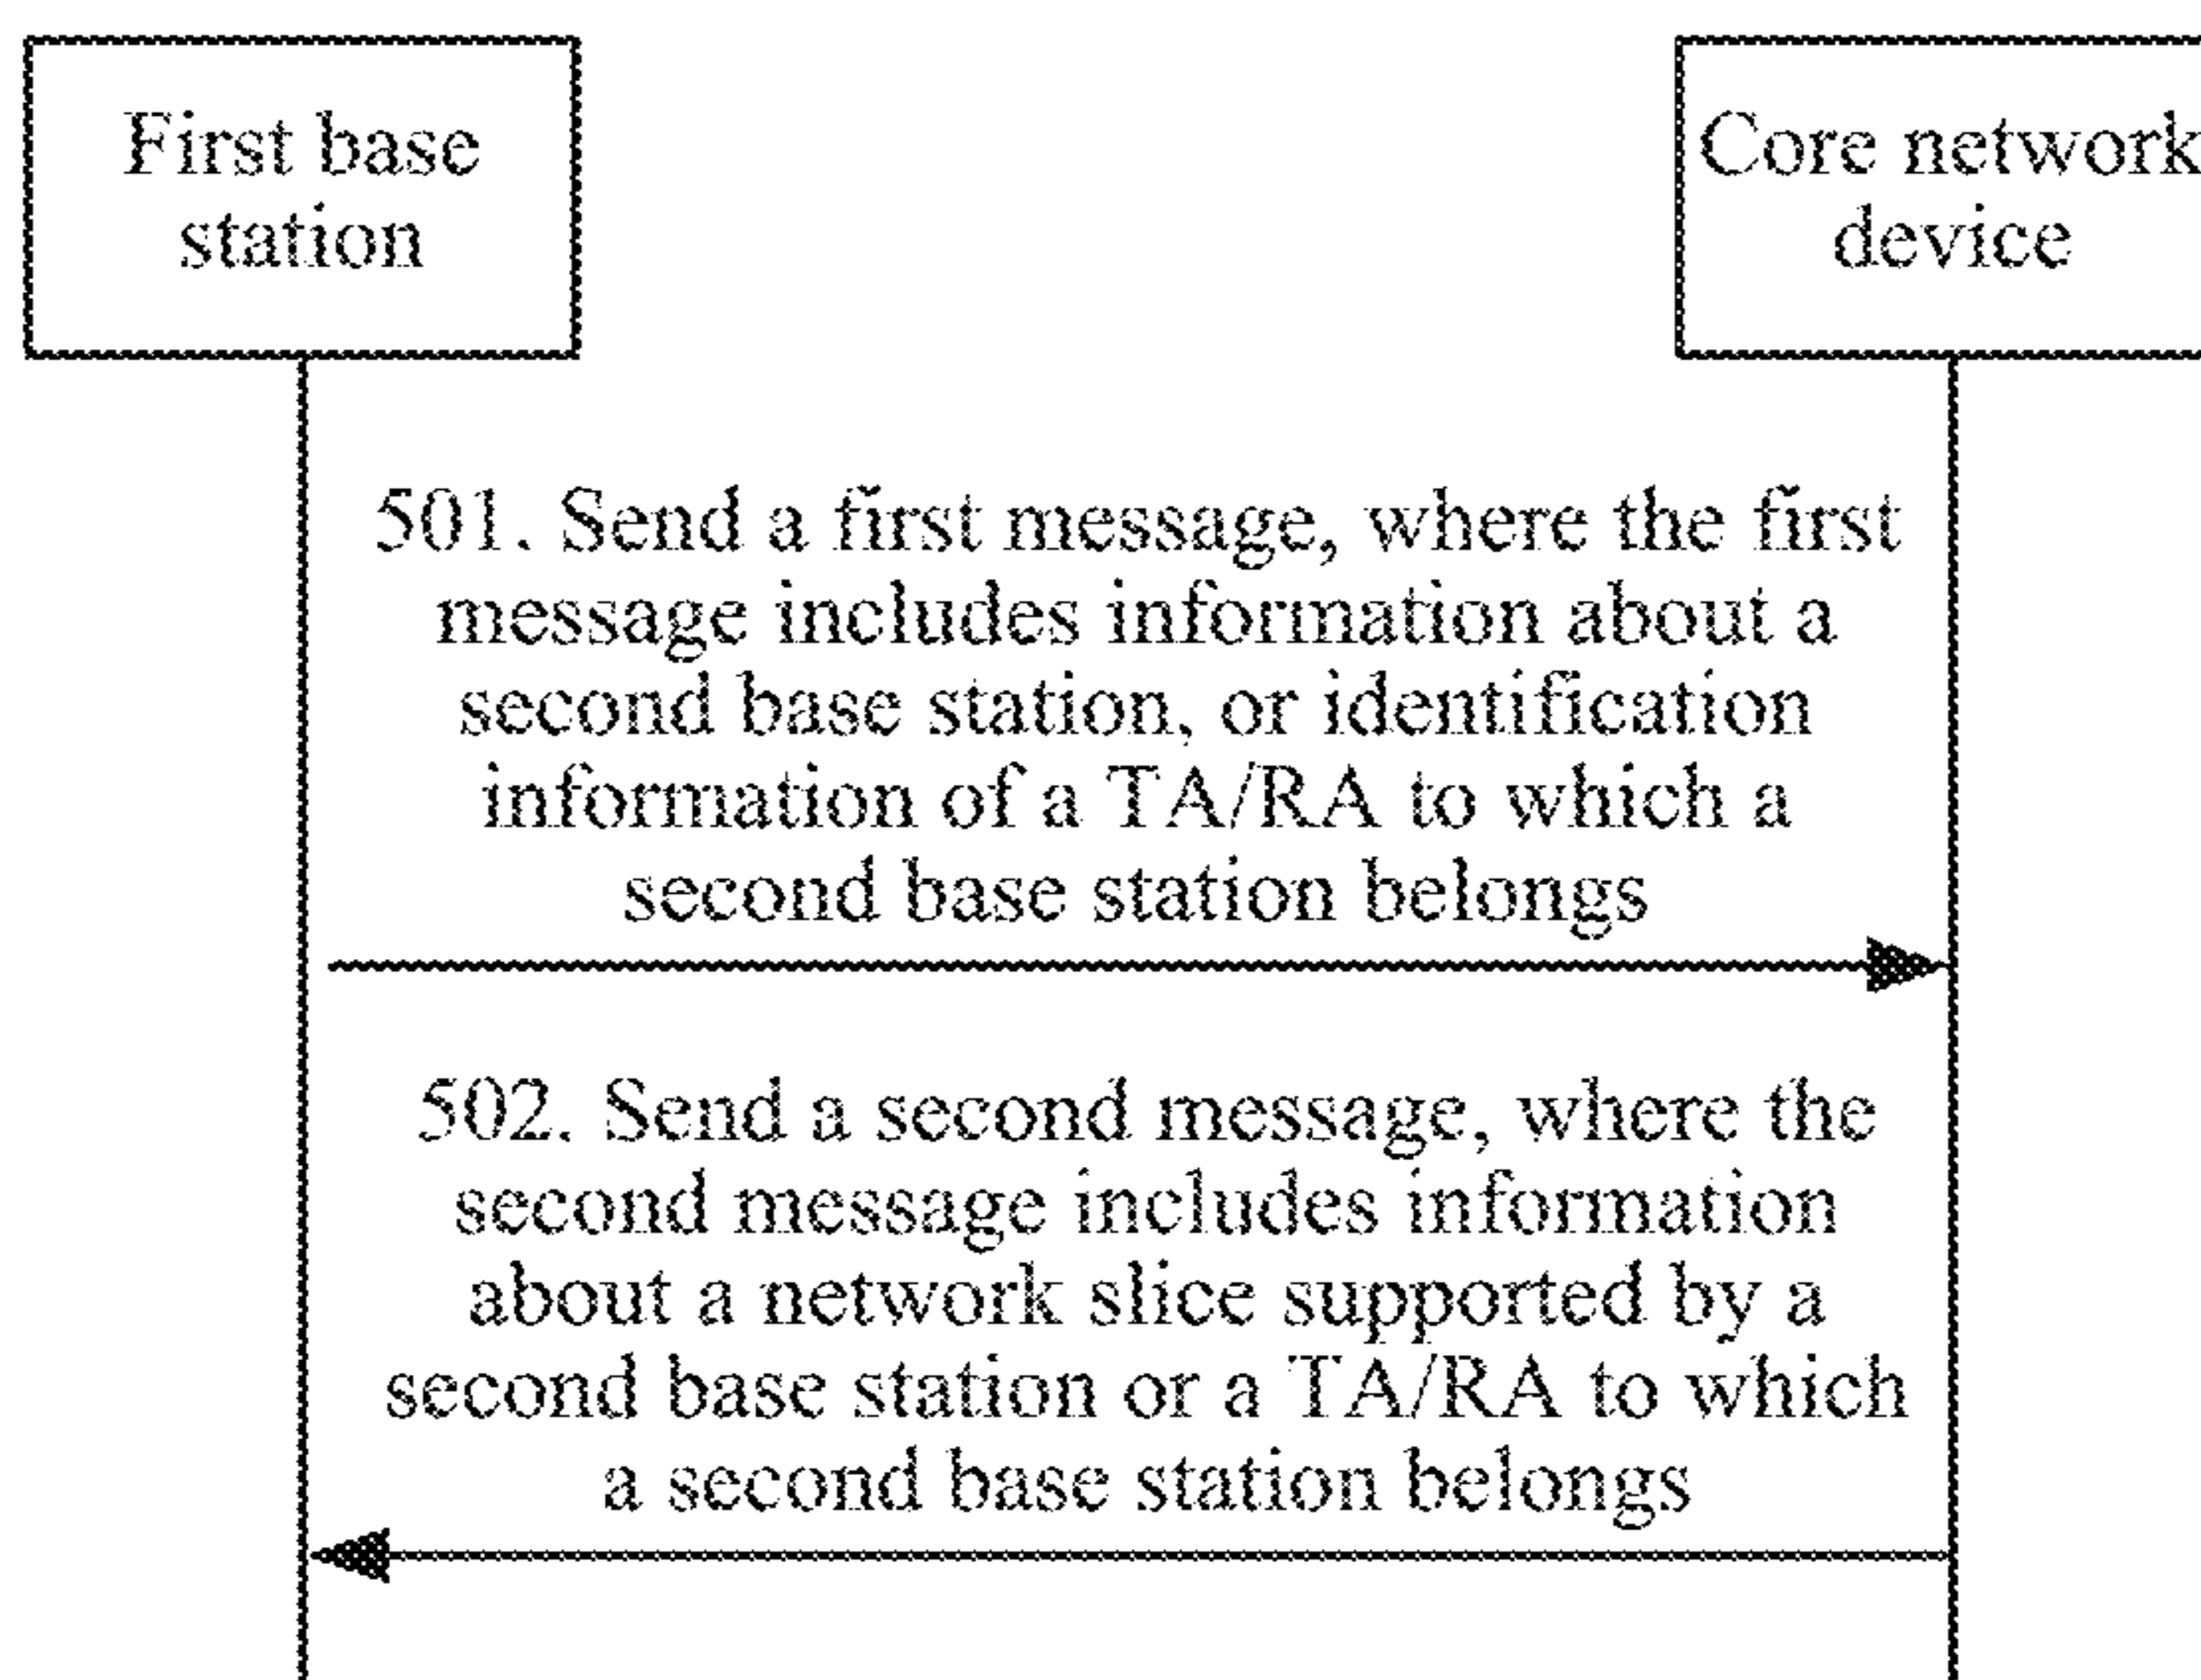 First base
station
Core network
device
501. Send a first message, where the first
message includes information about a
second base station, or identification
information of a TA/RA to which a
second base station belongs
502. Send a second message, where the
second message includes information
about a network slice supported by a
second base station or a TA/RA to which
a second base station belongs